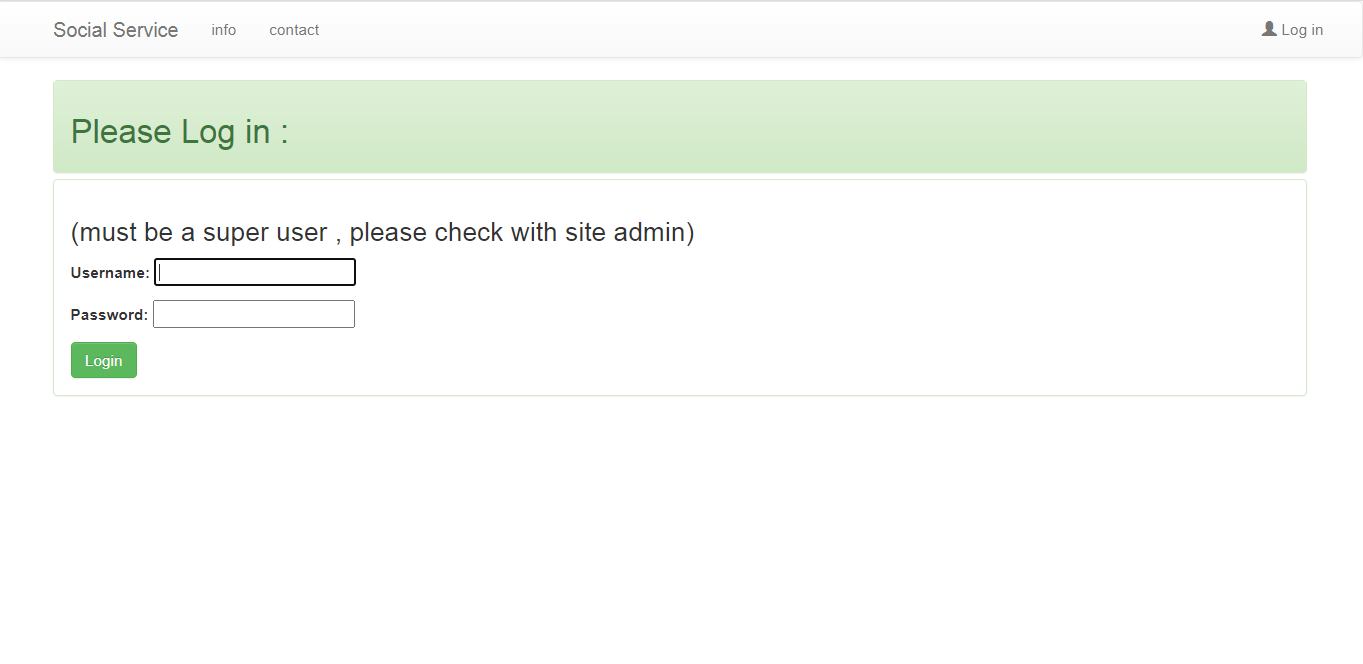 Social Service info contact Log in
Please Log in :
(must be a super user , please check with site admin)
Username:
Password:
Login